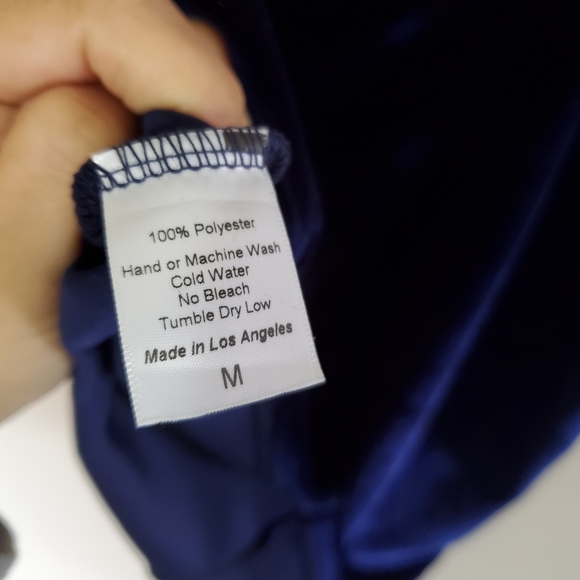 100% Polyester
Hand or Machine Wash
Cold Water
No Bleach
Tumble Dry Low
Made in Los Angeles
M